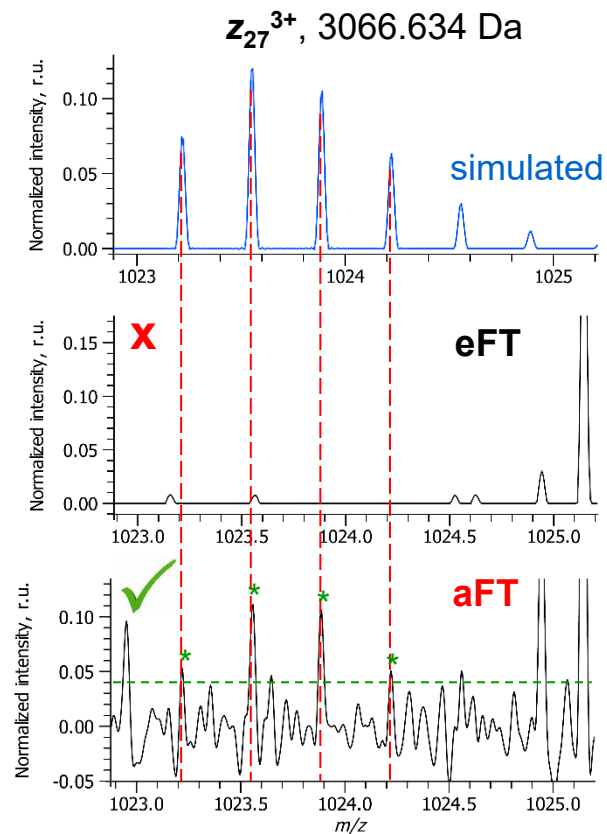 z27 3+, 3066.634 Da
Normalized intensity, r.u.
0.10
0.05
0.00
simulated
1023 1024 1025
Normalized intensity, r.u.
0.15
0.10
0.05
0.00
x
eFT
1023.0 1023.5 1024.0 1024.5 1025.0
Normalized intensity, r.u.
0.10
0.05
0.00
-0.05
* * * *
aFT
1023.0 1023.5 1024.0 1024.5 1025.0
m/z